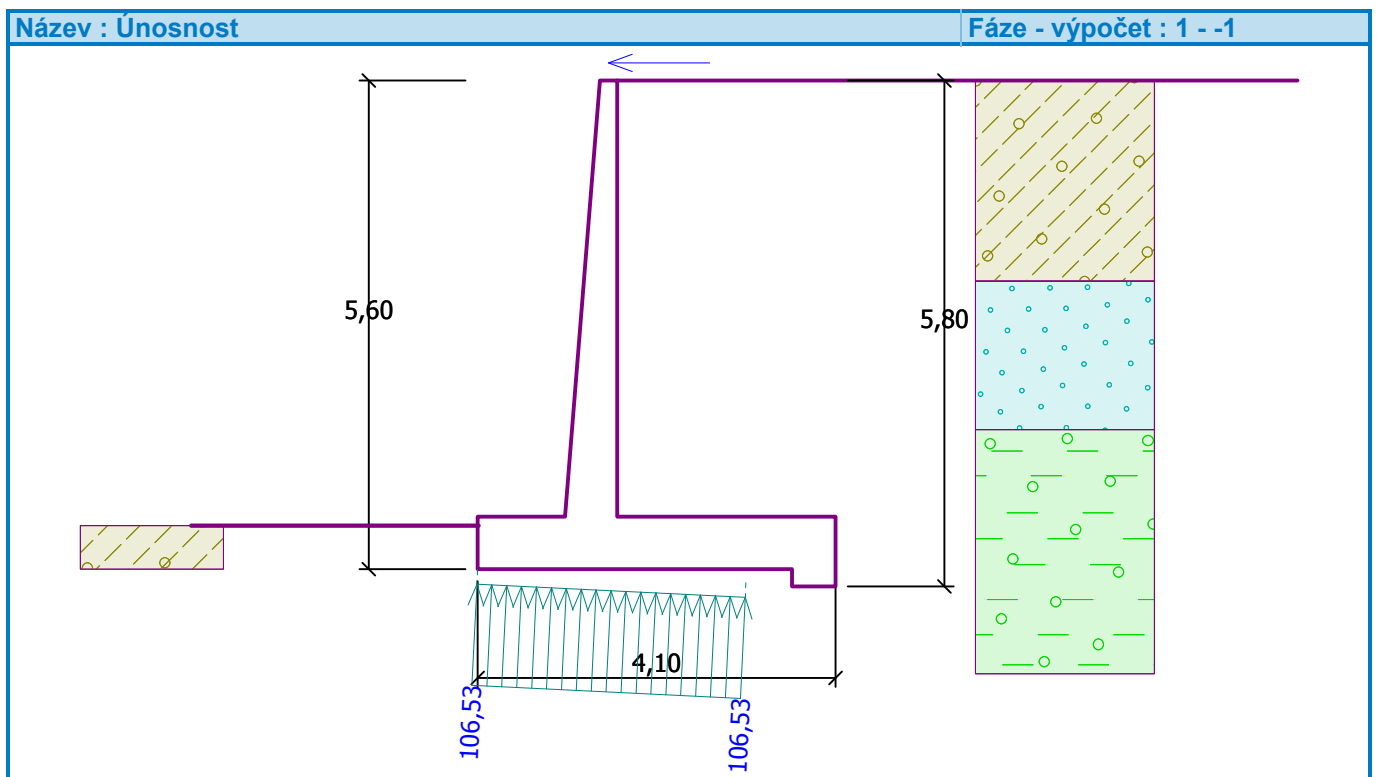 Název : Únosnost
Fáze - výpočet : 1 - -1
5,60
5,80
4,10
106,53
106,53